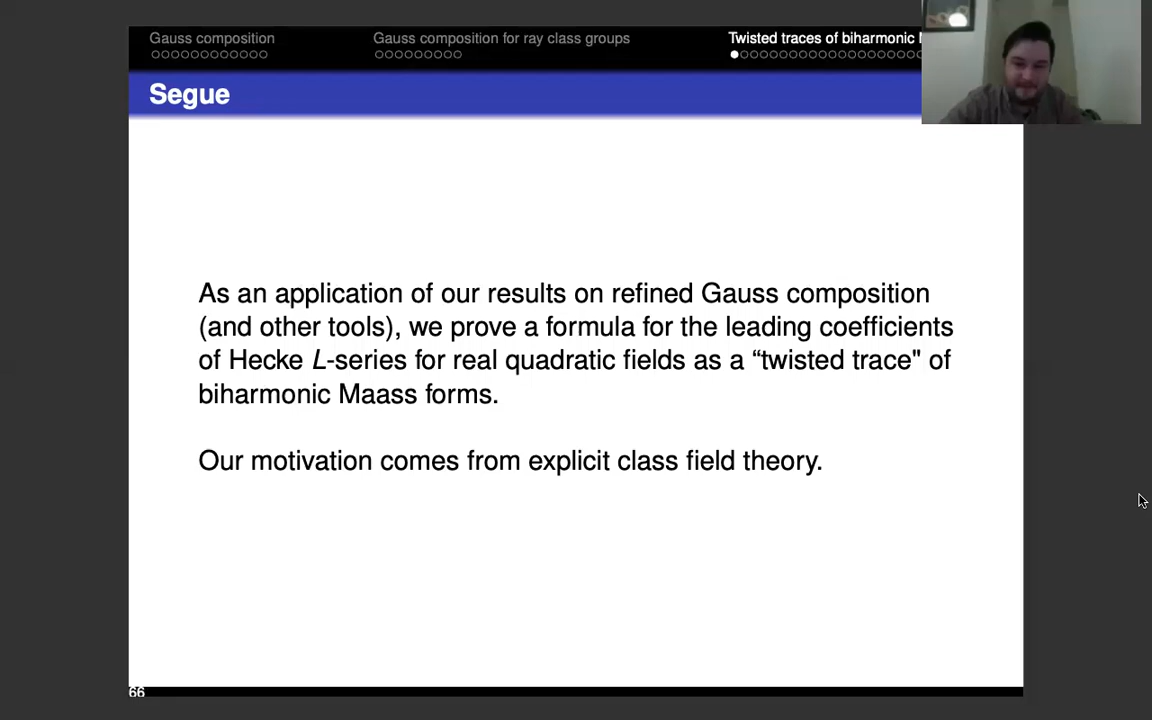 Gauss composition
Gauss composition for ray class groups
Twisted traces of biharmonic
Segue
As an application of our results on refined Gauss composition
(and other tools), we prove a formula for the leading coefficients
of Hecke L-series for real quadratic fields as a “twisted trace" of
biharmonic Maass forms.
Our motivation comes from explicit class field theory.
66